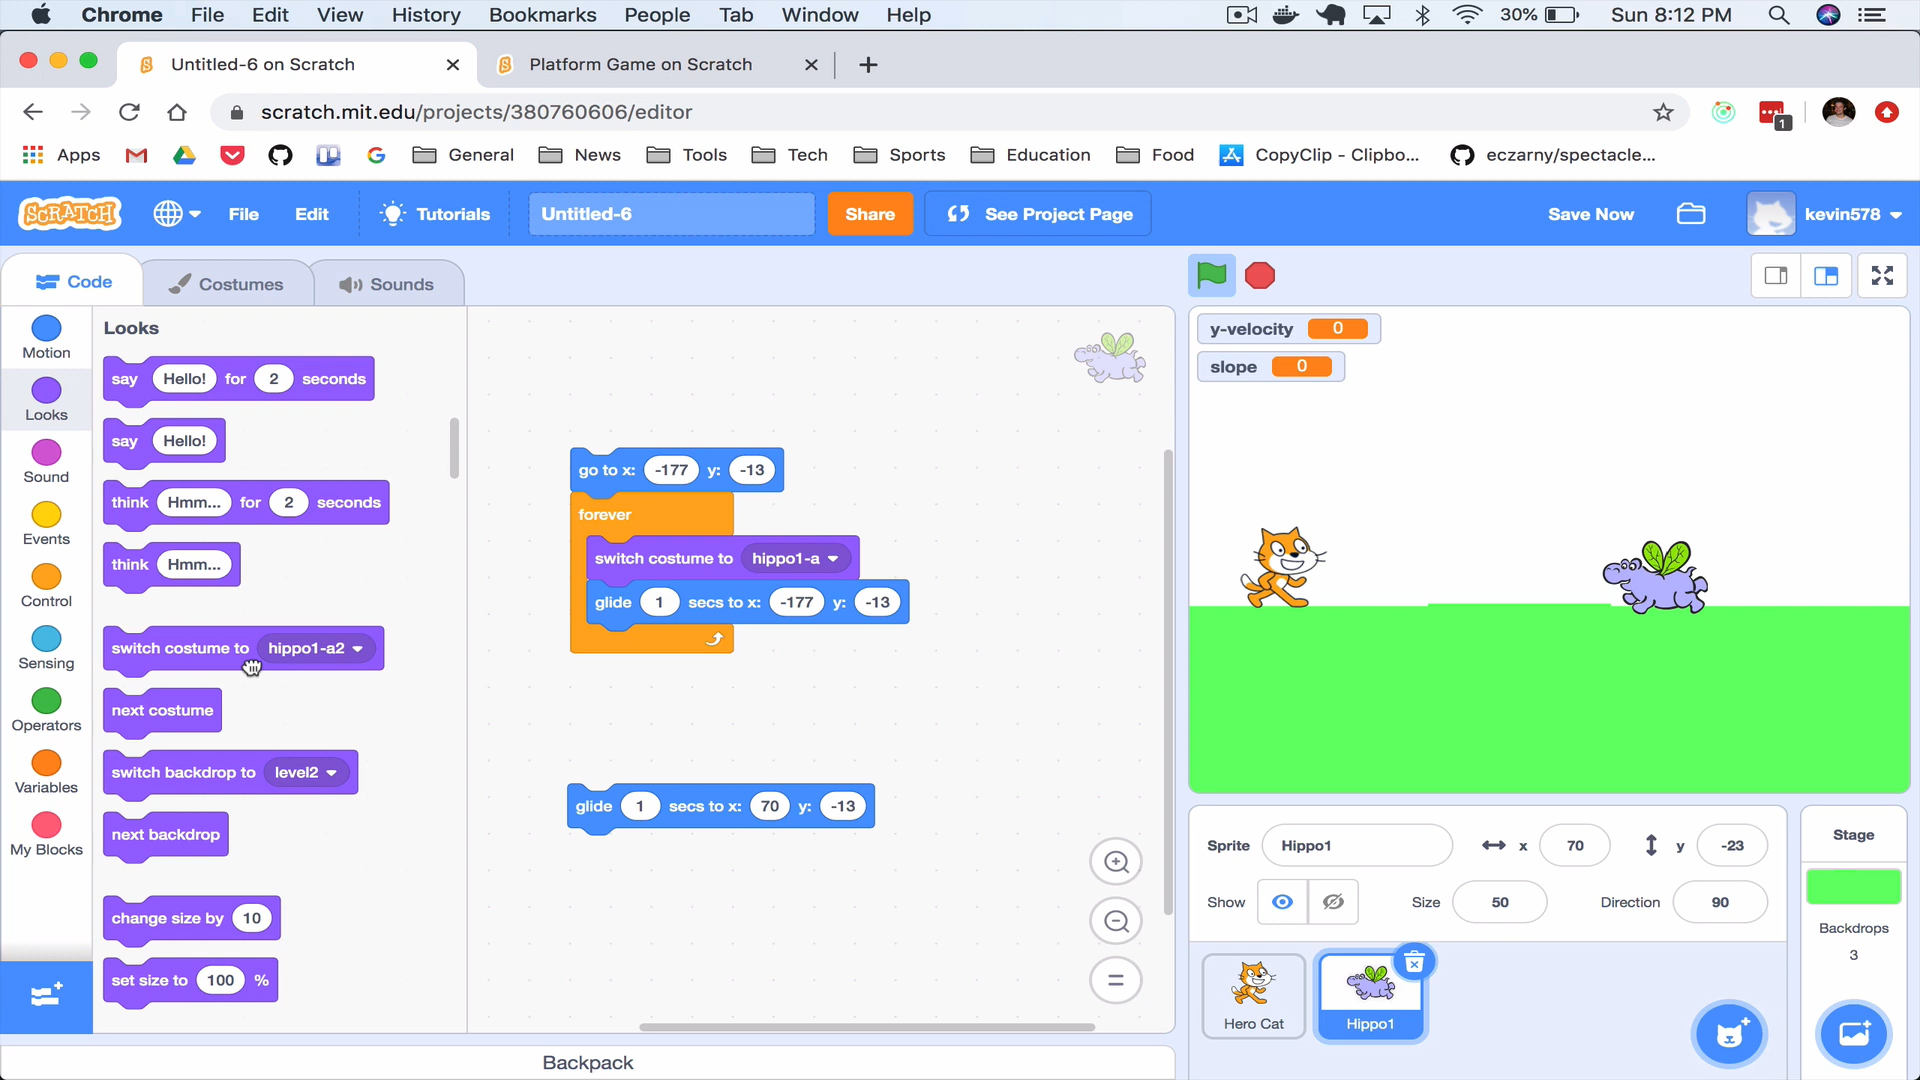 Chrome File Edit View History Bookmarks People Tab Window Help 30% Sun 8:12 PM
Untitled-6 on Scratch Platform Game on Scratch
scratch.mit.edu/projects/380760606/editor 1
Apps General News Tools Tech Sports Education Food CopyClip - Clipbo... eczarny/spectacle...
SCRATCH File Edit Tutorials Untitled-6 Share See Project Page Save Now kevin578
Code Costumes Sounds
Motion
Looks
Sound
Events
Control
Sensing
Operators
Variables
My Blocks
Looks
say Hello! for 2 seconds
say Hello!
think Hmm... for 2 seconds
think Hmm...
switch costume to hippo1-a2
next costume
switch backdrop to level2
next backdrop
change size by 10
set size to 100 %
go to x: -177 y: -13
forever
switch costume to hippo1-a
glide 1 secs to x: -177 y: -13
glide 1 secs to x: 70 y: -13
Backpack
y-velocity 0
slope 0
Sprite Hippo1 x 70 y -23
Show Size 50 Direction 90
Hero Cat Hippo1
Stage
Backdrops
3